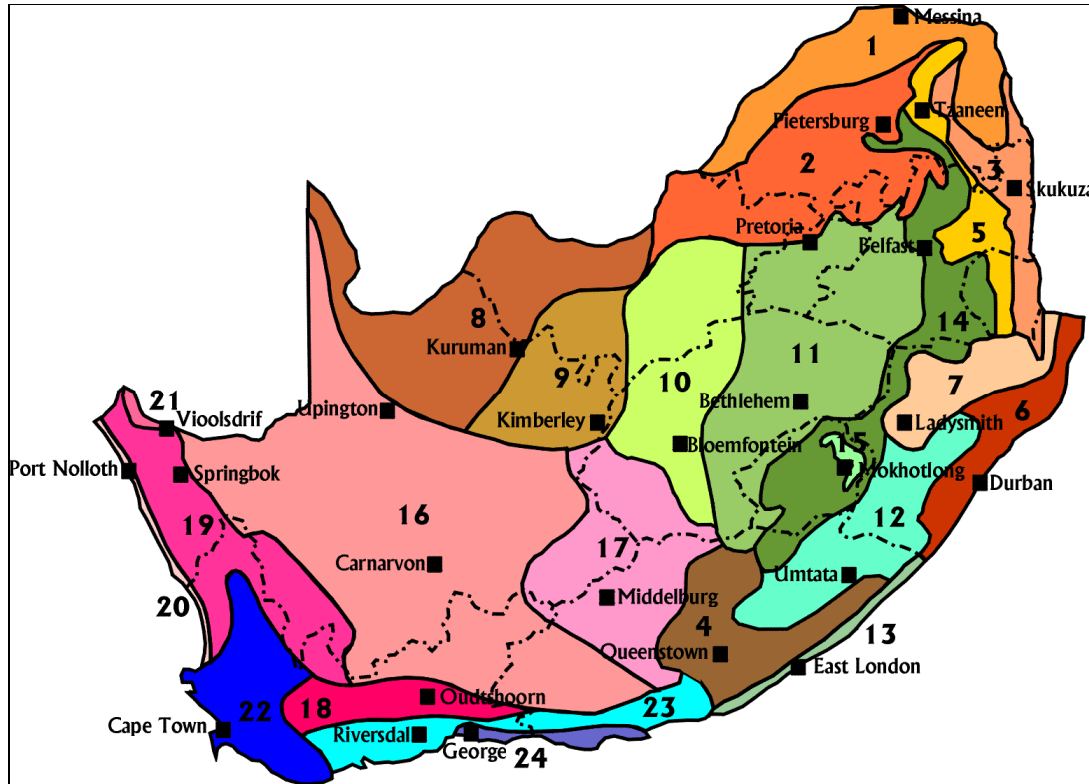 Messina
1
Tzaneen
Pietersburg
2
3
Skukuza
Pretoria
Belfast
5
8
14
Kuruman
9
10
11
7
6
21
Vioolsdrif
Upington
Kimberley
Bethlehem
Ladysmith
Port Nolloth
Springbok
Bloemfontein
15
Mokhotlong
Durban
19
16
17
12
Carnarvon
Umtata
20
Middelburg
4
13
Queenstown
East London
22
18
Oudtshoorn
23
Cape Town
Riversdal
George
24